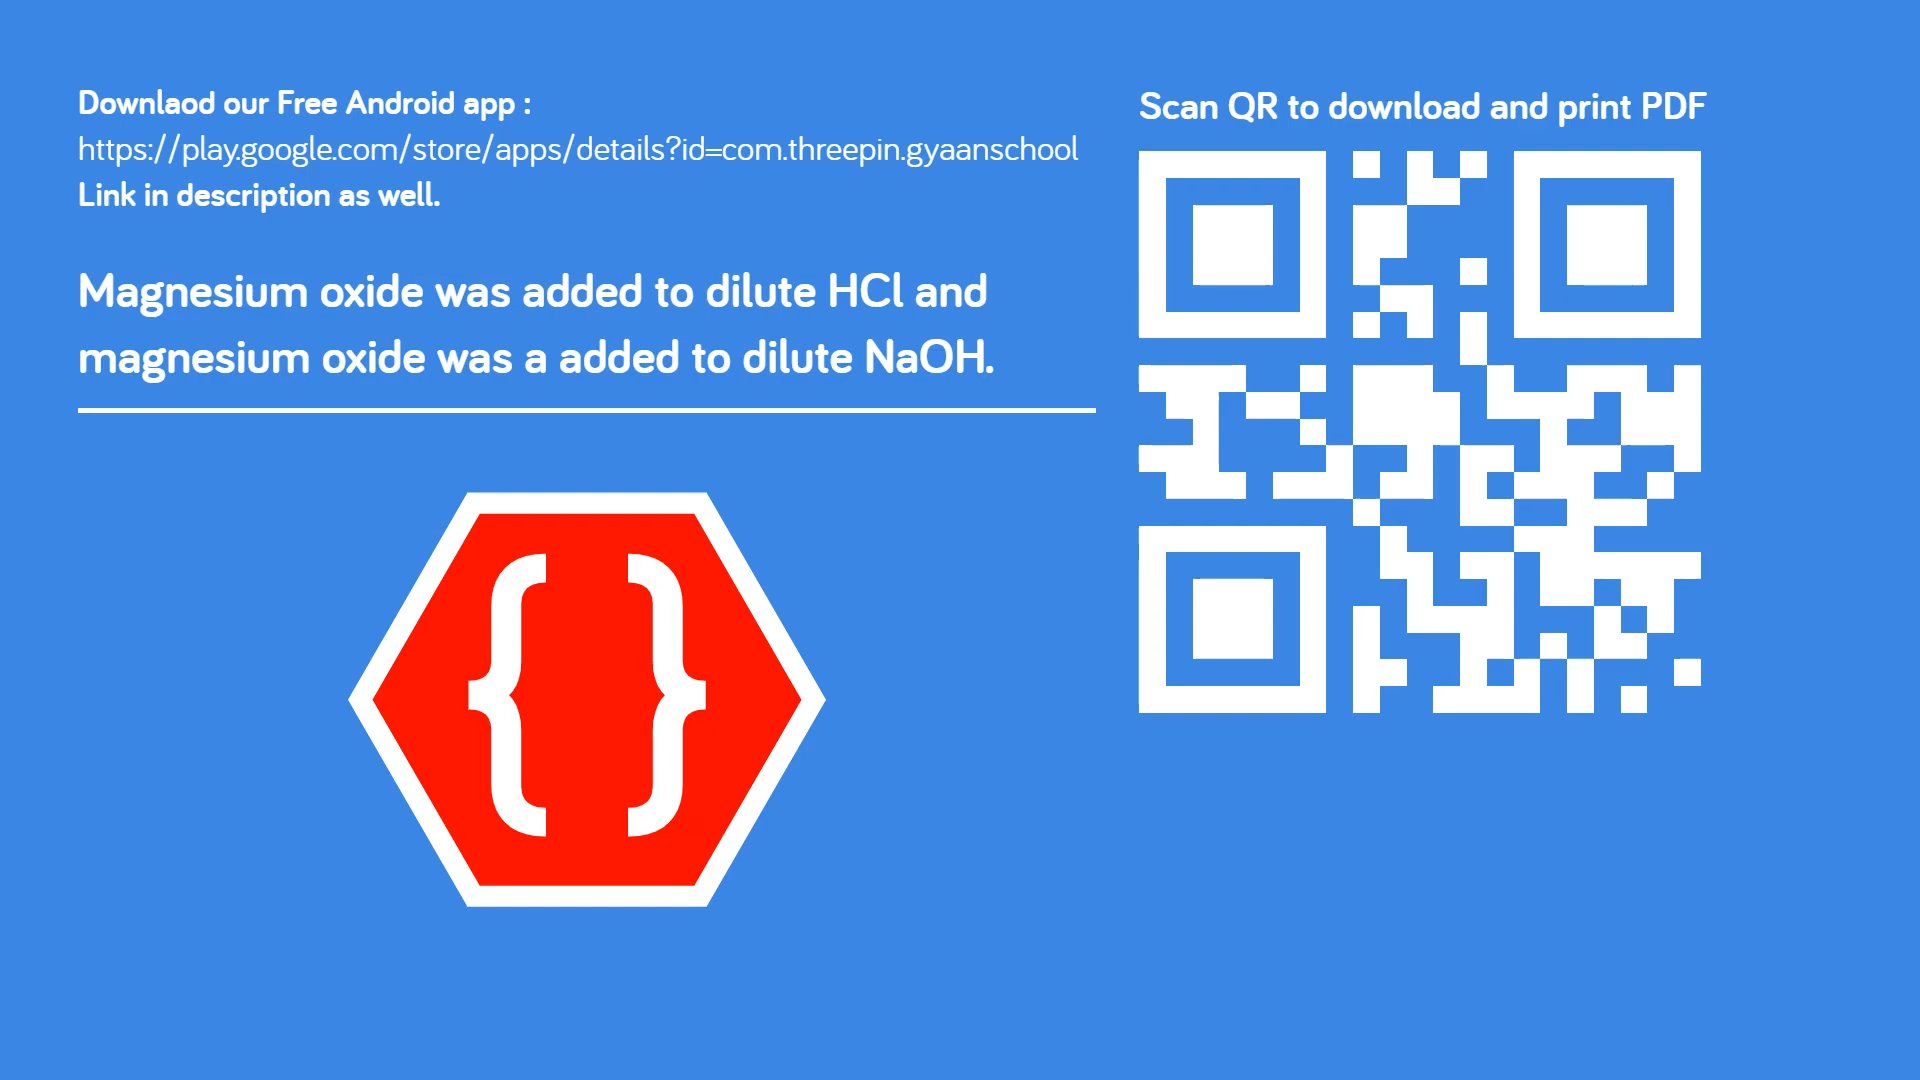 Downlaod our Free Android app :
https://play.google.com/store/apps/details?id=com.threepin.gyaanschool
Link in description as well.
Magnesium oxide was added to dilute HCl and
magnesium oxide was a added to dilute NaOH.
{ }
Scan QR to download and print PDF